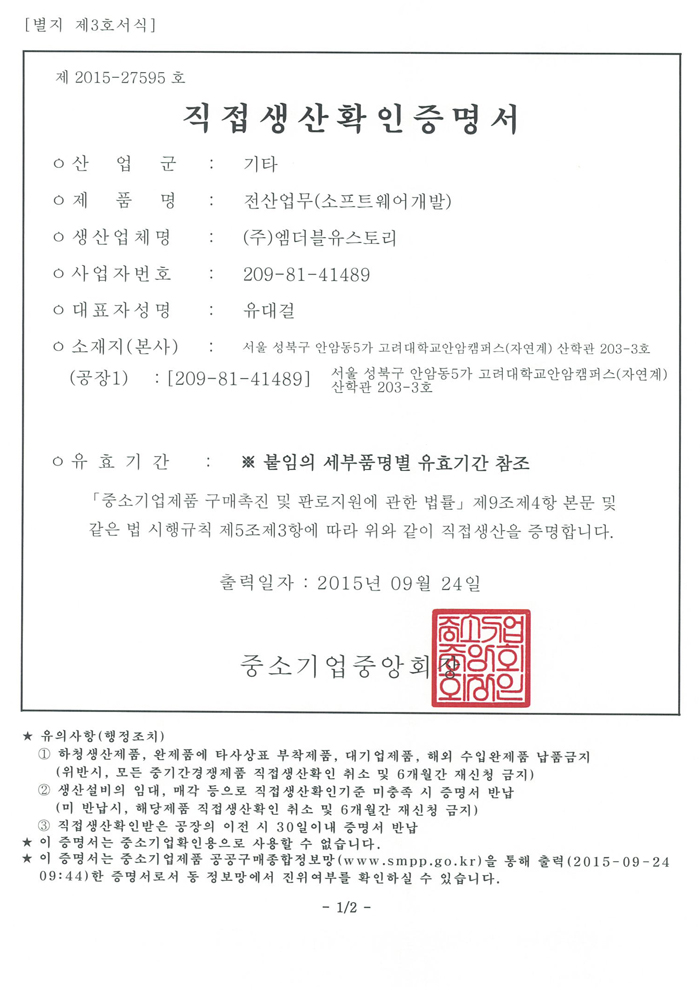 [별지 제3호서식]
제 2015-27595 호
직접생산확인증명서
ㅇ 산 업 군 : 기타
ㅇ 제 품 명 : 전산업무(소프트웨어개발)
ㅇ 생산업체명 : (주)엠더블유스토리
ㅇ 사업자번호 : 209-81-41489
ㅇ 대표자성명 : 유대걸
ㅇ 소재지(본사) : 서울 성북구 안암동5가 고려대학교안암캠퍼스(자연계) 산학관 203-3호
(공장1) : [209-81-41489] 서울 성북구 안암동5가 고려대학교안암캠퍼스(자연계)
산학관 203-3호
ㅇ 유 효 기 간 : ※ 붙임의 세부품명별 유효기간 참조
「중소기업제품 구매촉진 및 판로지원에 관한 법률」제9조제4항 본문 및
같은 법 시행규칙 제5조제3항에 따라 위와 같이 직접생산을 증명합니다.
출력일자 : 2015년 09월 24일
중소기업중앙회장
중소기업
중앙회
회장인
★ 유의사항(행정조치)
① 하청생산제품, 완제품에 타사상표 부착제품, 대기업제품, 해외 수입완제품 납품금지
(위반시, 모든 중기간경쟁제품 직접생산확인 취소 및 6개월간 재신청 금지)
② 생산설비의 임대, 매각 등으로 직접생산확인기준 미충족 시 증명서 반납
(미 반납시, 해당제품 직접생산확인 취소 및 6개월간 재신청 금지)
③ 직접생산확인받은 공장의 이전 시 30일이내 증명서 반납
★ 이 증명서는 중소기업확인용으로 사용할 수 없습니다.
★ 이 증명서는 중소기업제품 공공구매종합정보망(www.smpp.go.kr)을 통해 출력(2015-09-24
09:44)한 증명서로서 동 정보망에서 진위여부를 확인하실 수 있습니다.
- 1/2 -